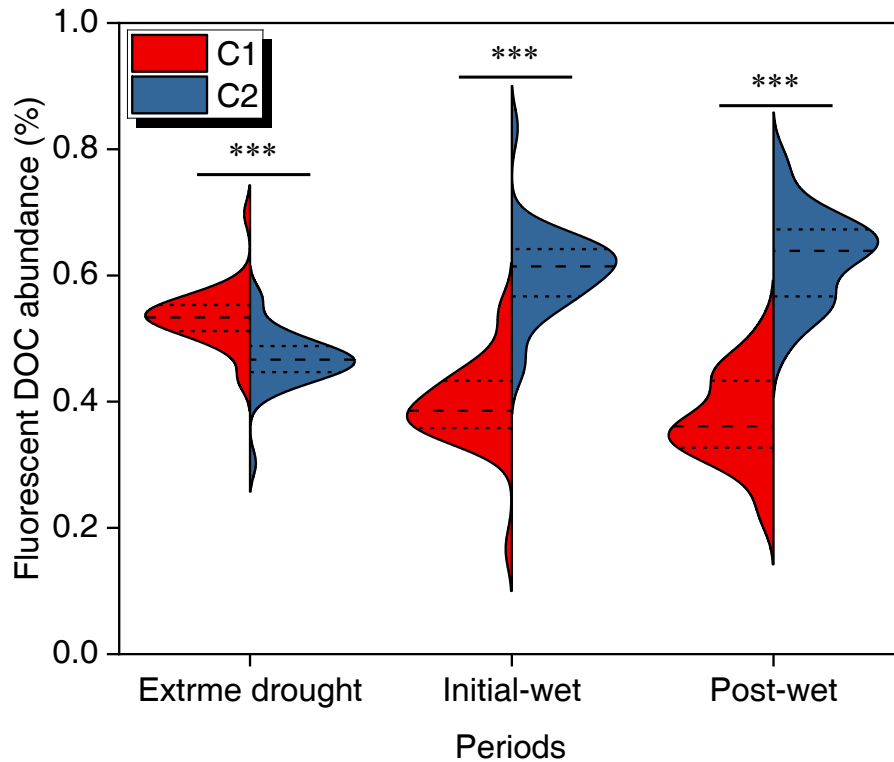 C1
C2
***
***
***
Fluorescent DOC abundance (%)
1.0
0.8
0.6
0.4
0.2
0.0
Extrme drought
Initial-wet
Post-wet
Periods